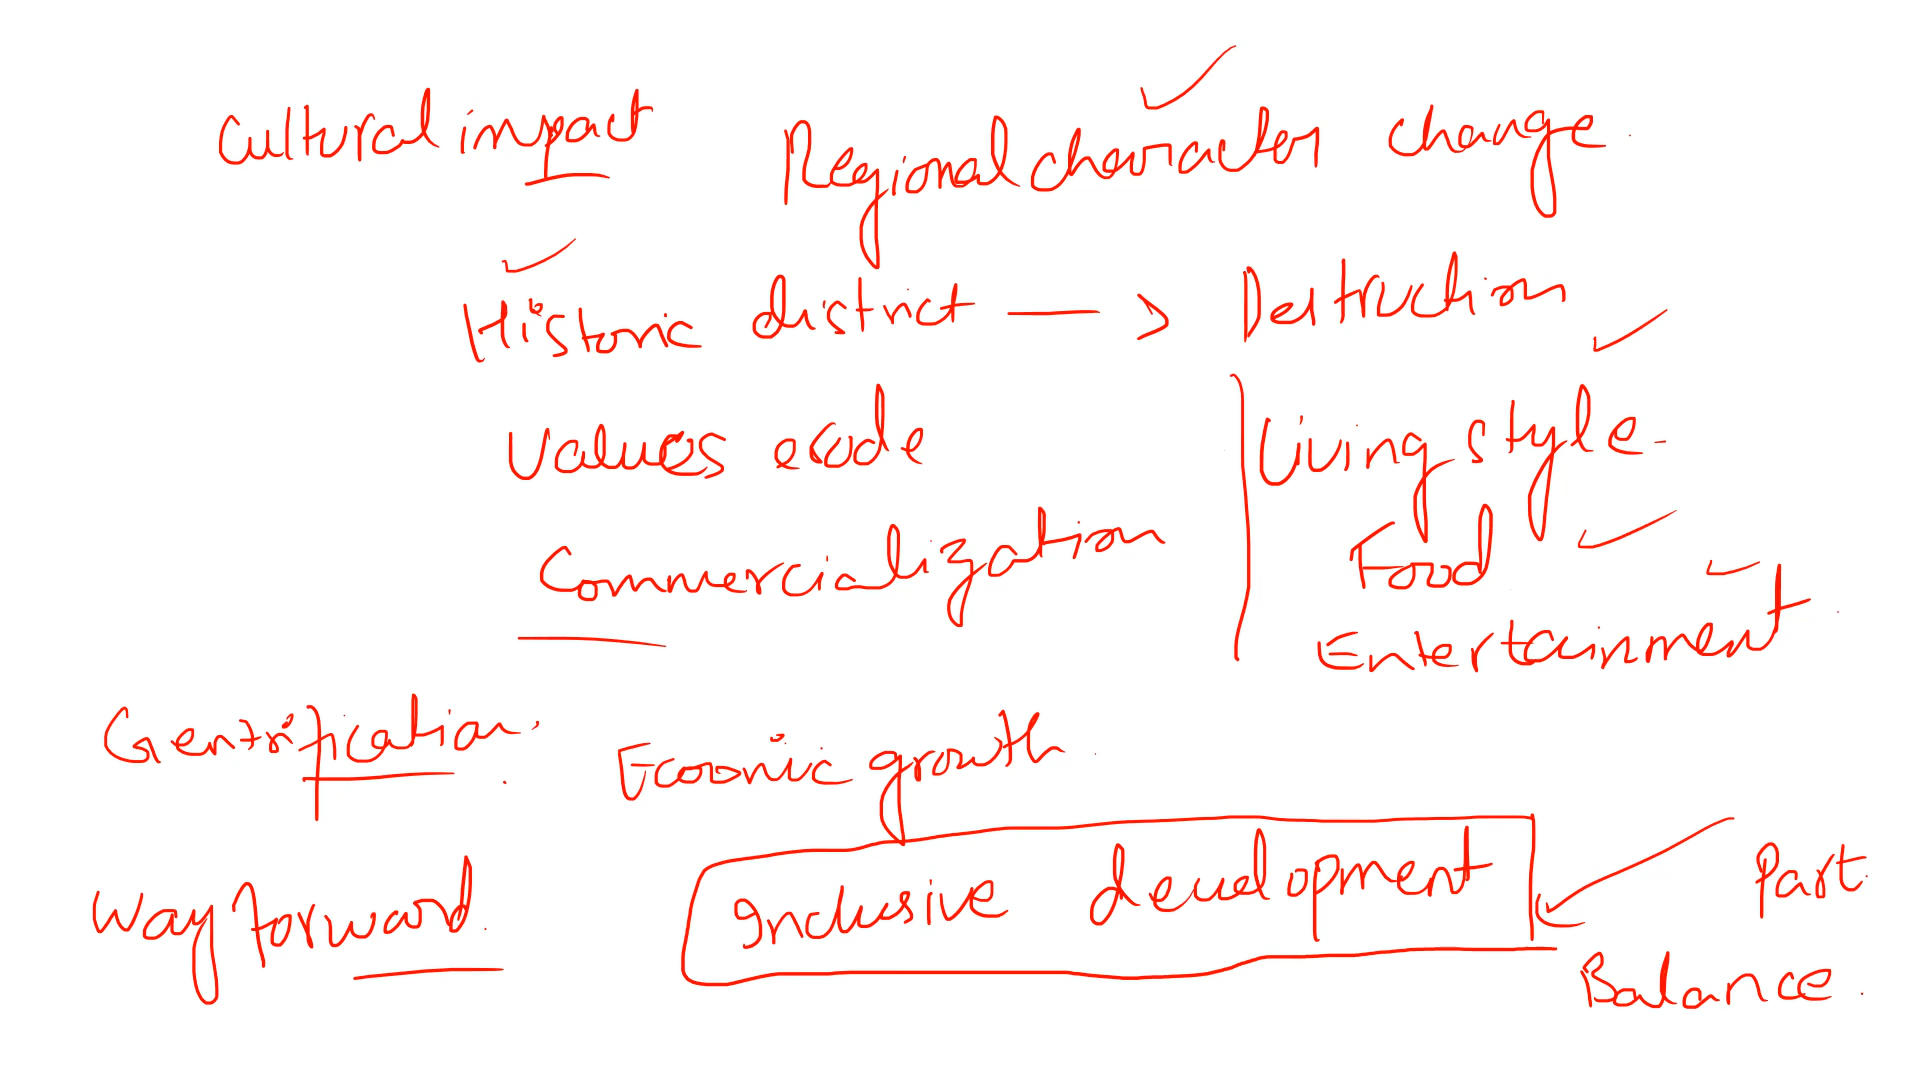 Cultural impact Regional character change
Historic district → Destruction
Values erode Living style
Commercialization Food
Entertainment
Gentrification. Ecoonic growth
Way forward Inclusive development Part
Balance